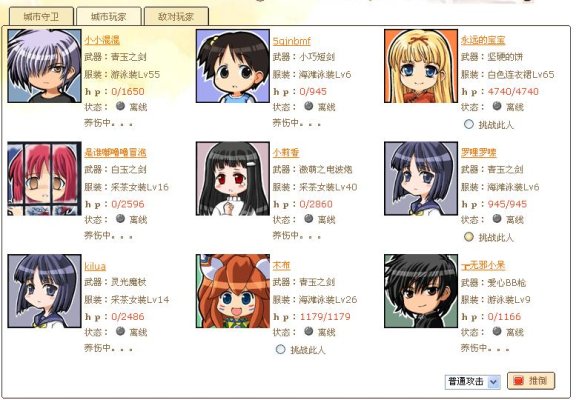 城市守卫 城市玩家 敌对玩家
小小混混
武器：青玉之剑
服装：游泳装Lv55
hp：0/1650
状态： 离线
养伤中。。。
5qinbmf
武器：小巧短剑
服装：海滩泳装Lv6
hp：0/945
状态： 离线
养伤中。。。
永远的宝宝
武器：坚硬的饼
服装：白色连衣裙Lv65
hp：4740/4740
状态： 离线
挑战此人
是谁嘟噜噜冒泡
武器：白玉之剑
服装：采茶女装Lv16
hp：0/2596
状态： 离线
养伤中。。。
小煎香
武器：微萌之电波炮
服装：采茶女装Lv40
hp：0/2860
状态： 离线
养伤中。。。
罗哩罗唆
武器：青玉之剑
服装：海滩泳装Lv6
hp：945/945
状态： 离线
挑战此人
kilua
武器：灵光魔杖
服装：采茶女装Lv14
hp：0/2486
状态： 离线
养伤中。。。
木布
武器：青玉之剑
服装：海滩泳装Lv26
hp：1179/1179
状态： 离线
挑战此人
无邪小呆
武器：爱心BB枪
服装：游泳装Lv9
hp：0/1166
状态： 离线
养伤中。。。
普通攻击 推倒